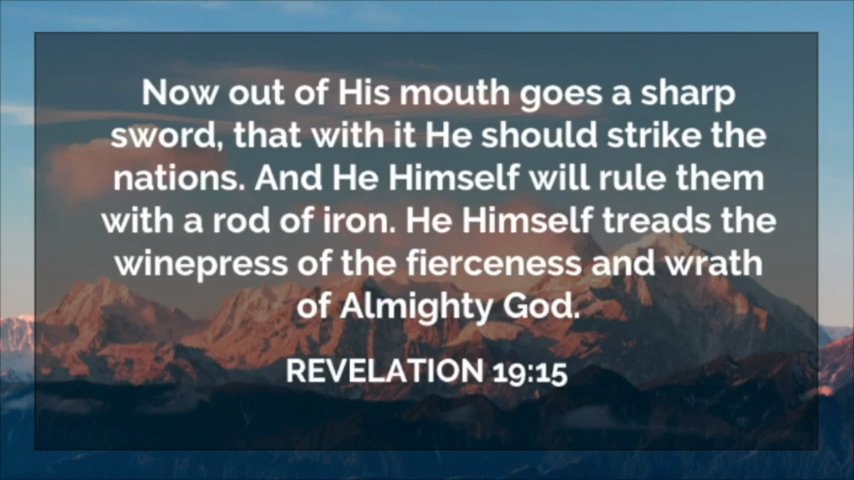 Now out of His mouth goes a sharp
sword, that with it He should strike the
nations. And He Himself will rule them
with a rod of iron. He Himself treads the
winepress of the fierceness and wrath
of Almighty God.
REVELATION 19:15